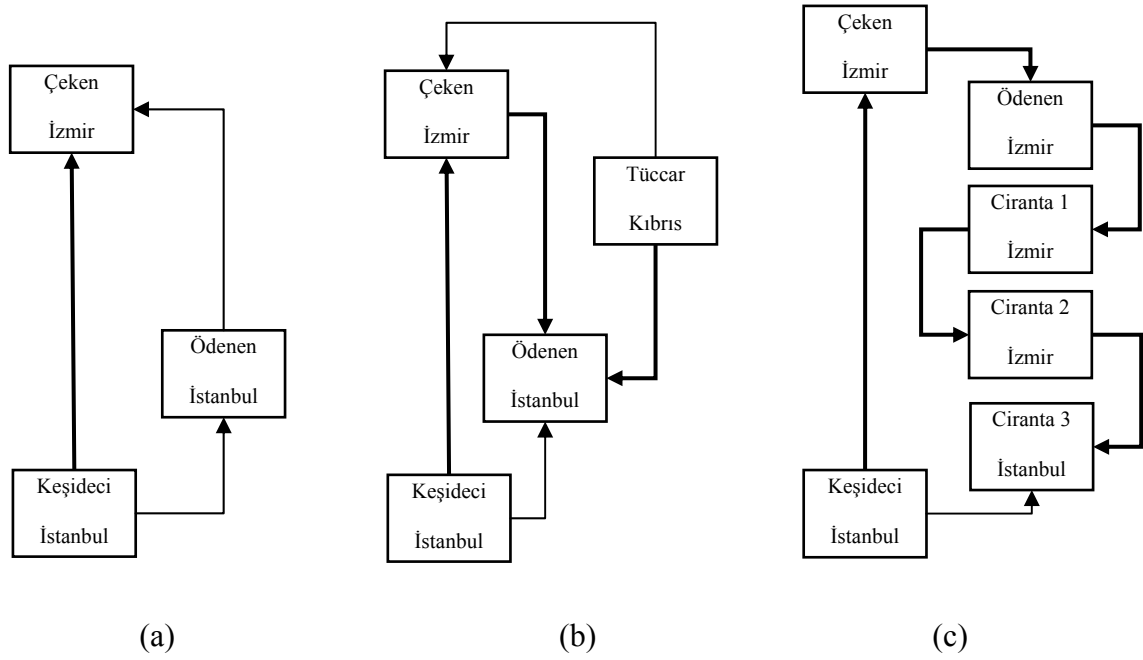 Çeken
İzmir
Ödenen
İstanbul
Keşideci
İstanbul
(a)
Çeken
İzmir
Tüccar
Kıbrıs
Ödenen
İstanbul
Keşideci
İstanbul
(b)
Çeken
İzmir
Ödenen
İzmir
Ciranta 1
İzmir
Ciranta 2
İzmir
Ciranta 3
İstanbul
Keşideci
İstanbul
(c)